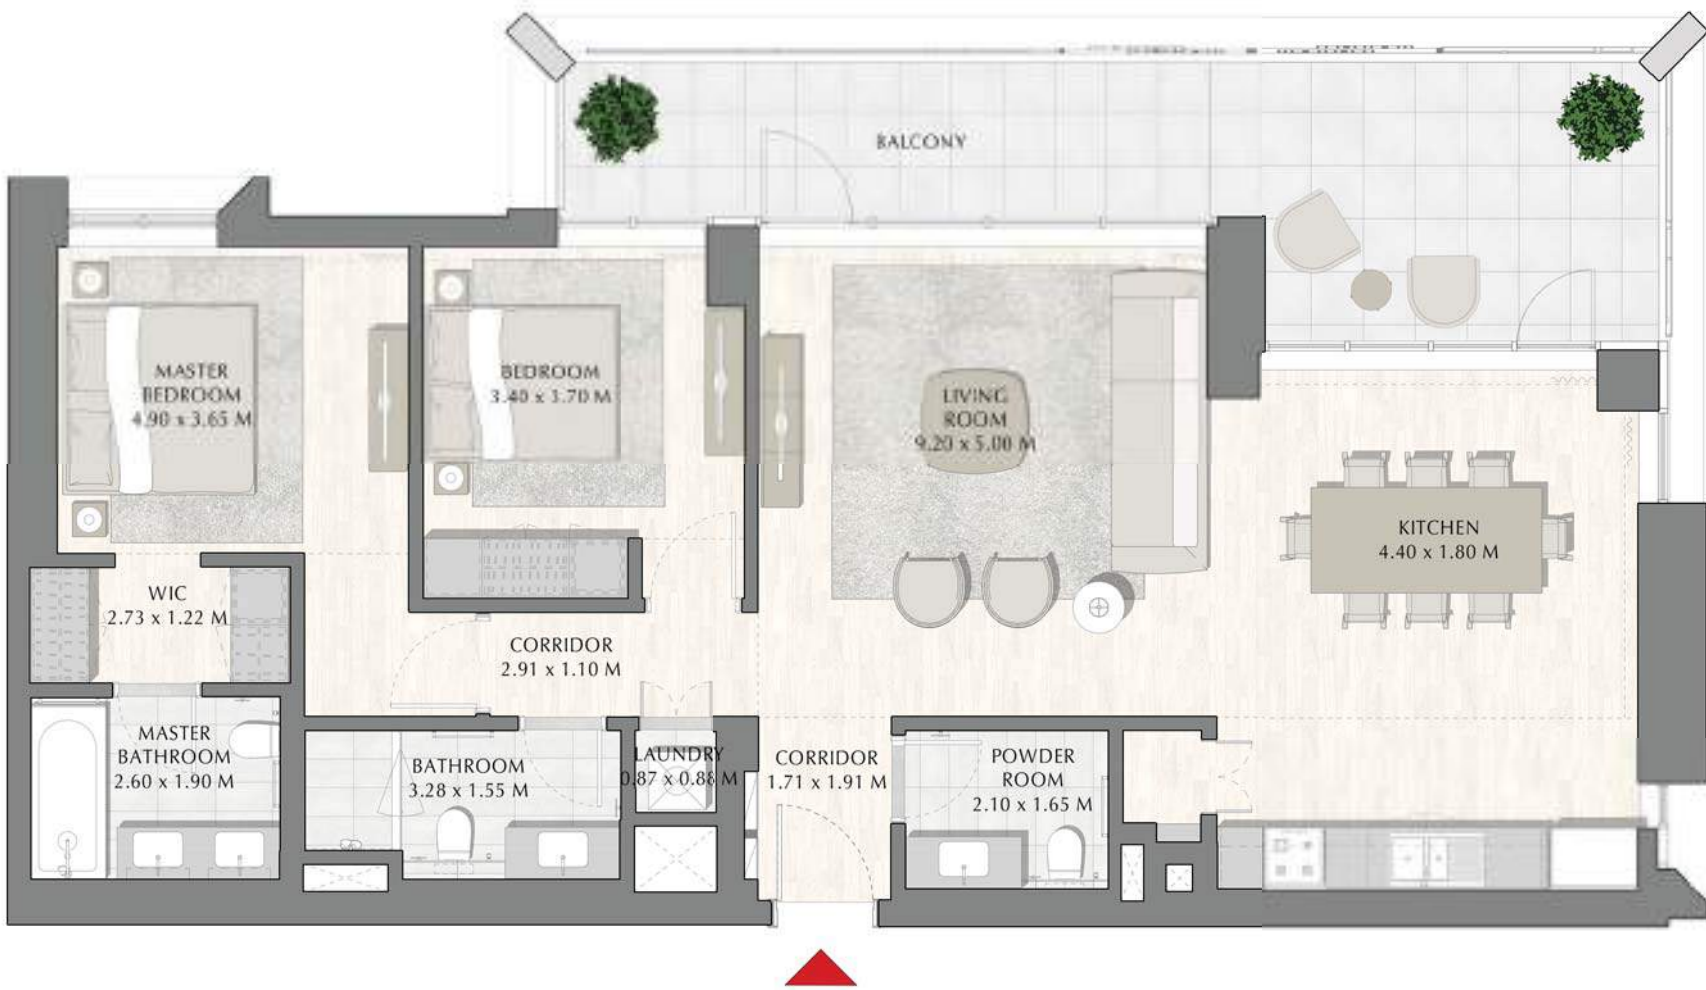 BALCONY
MASTER
BEDROOM
4.90 x 3.65 M
BEDROOM
3.40 x 3.70 M
LIVING
ROOM
9.20 x 5.00 M
KITCHEN
4.40 x 1.80 M
WIC
2.73 x 1.22 M
CORRIDOR
2.91 x 1.10 M
MASTER
BATHROOM
2.60 x 1.90 M
BATHROOM
3.28 x 1.55 M
LAUNDRY
0.87 x 0.88 M
CORRIDOR
1.71 x 1.91 M
POWDER
ROOM
2.10 x 1.65 M